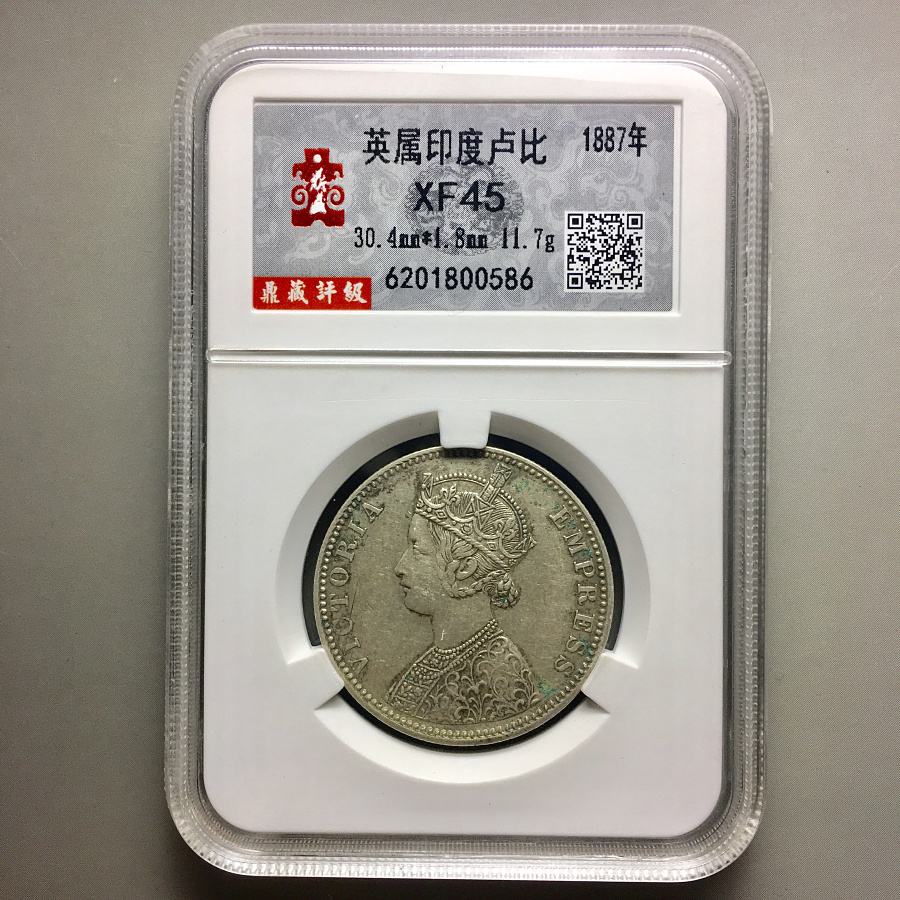 英属印度卢比 1887年
XF45
30.4mm*1.8mm 11.7g
6201800586
鼎藏評級
VICTORIA EMPRESS